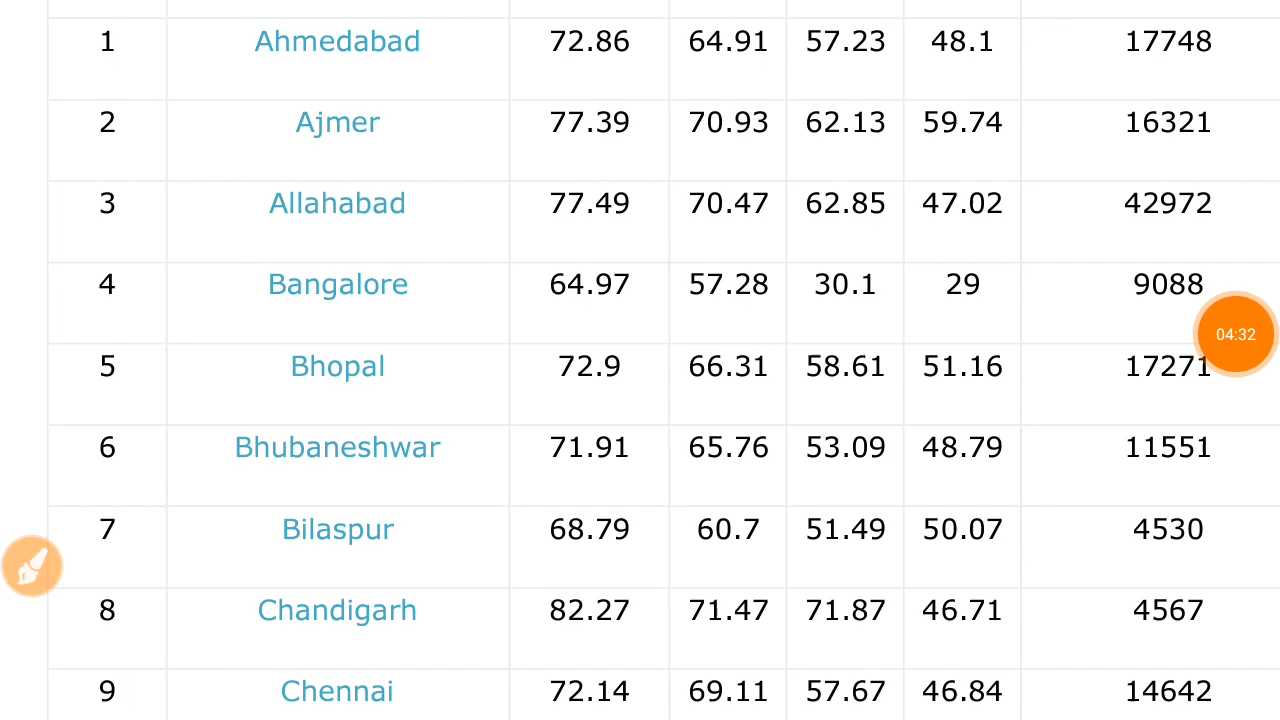 1 Ahmedabad 72.86 64.91 57.23 48.1 17748
2 Ajmer 77.39 70.93 62.13 59.74 16321
3 Allahabad 77.49 70.47 62.85 47.02 42972
4 Bangalore 64.97 57.28 30.1 29 9088
04:32
5 Bhopal 72.9 66.31 58.61 51.16 17271
6 Bhubaneshwar 71.91 65.76 53.09 48.79 11551
7 Bilaspur 68.79 60.7 51.49 50.07 4530
8 Chandigarh 82.27 71.47 71.87 46.71 4567
9 Chennai 72.14 69.11 57.67 46.84 14642